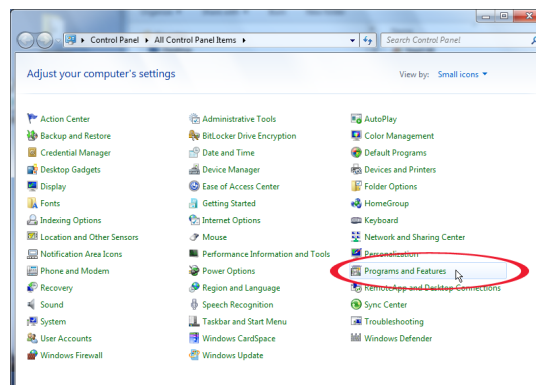 Control Panel ▸ All Control Panel Items ▸
Search Control Panel
Adjust your computer's settings
View by: Small icons
Action Center
Administrative Tools
AutoPlay
Backup and Restore
BitLocker Drive Encryption
Color Management
Credential Manager
Date and Time
Default Programs
Desktop Gadgets
Device Manager
Devices and Printers
Display
Ease of Access Center
Folder Options
Fonts
Getting Started
HomeGroup
Indexing Options
Internet Options
Keyboard
Location and Other Sensors
Mouse
Network and Sharing Center
Notification Area Icons
Performance Information and Tools
Personalization
Phone and Modem
Power Options
Programs and Features
Recovery
Region and Language
RemoteApp and Desktop Connections
Sound
Speech Recognition
Sync Center
System
Taskbar and Start Menu
Troubleshooting
User Accounts
Windows CardSpace
Windows Defender
Windows Firewall
Windows Update